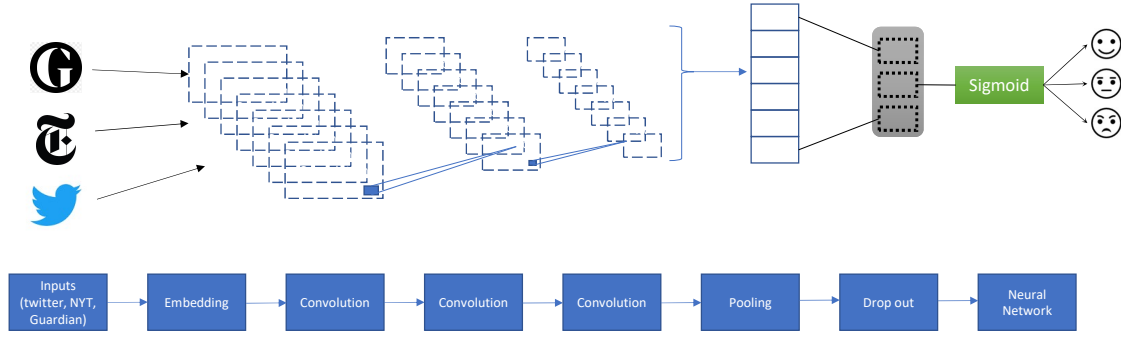 Sigmoid
Inputs
(twitter, NYT,
Guardian)
Embedding
Convolution
Convolution
Convolution
Pooling
Drop out
Neural
Network